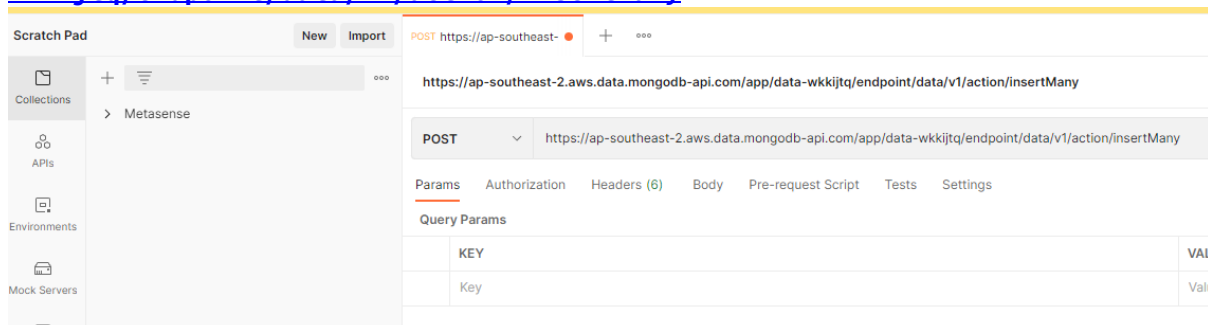 Scratch Pad
New
Import
POST https://ap-southeast-
https://ap-southeast-2.aws.data.mongodb-api.com/app/data-wkkijtq/endpoint/data/v1/action/insertMany
Collections
Metasense
POST
https://ap-southeast-2.aws.data.mongodb-api.com/app/data-wkkijtq/endpoint/data/v1/action/insertMany
APIs
Params Authorization Headers (6) Body Pre-request Script Tests Settings
Environments
Query Params
KEY
Key
Mock Servers